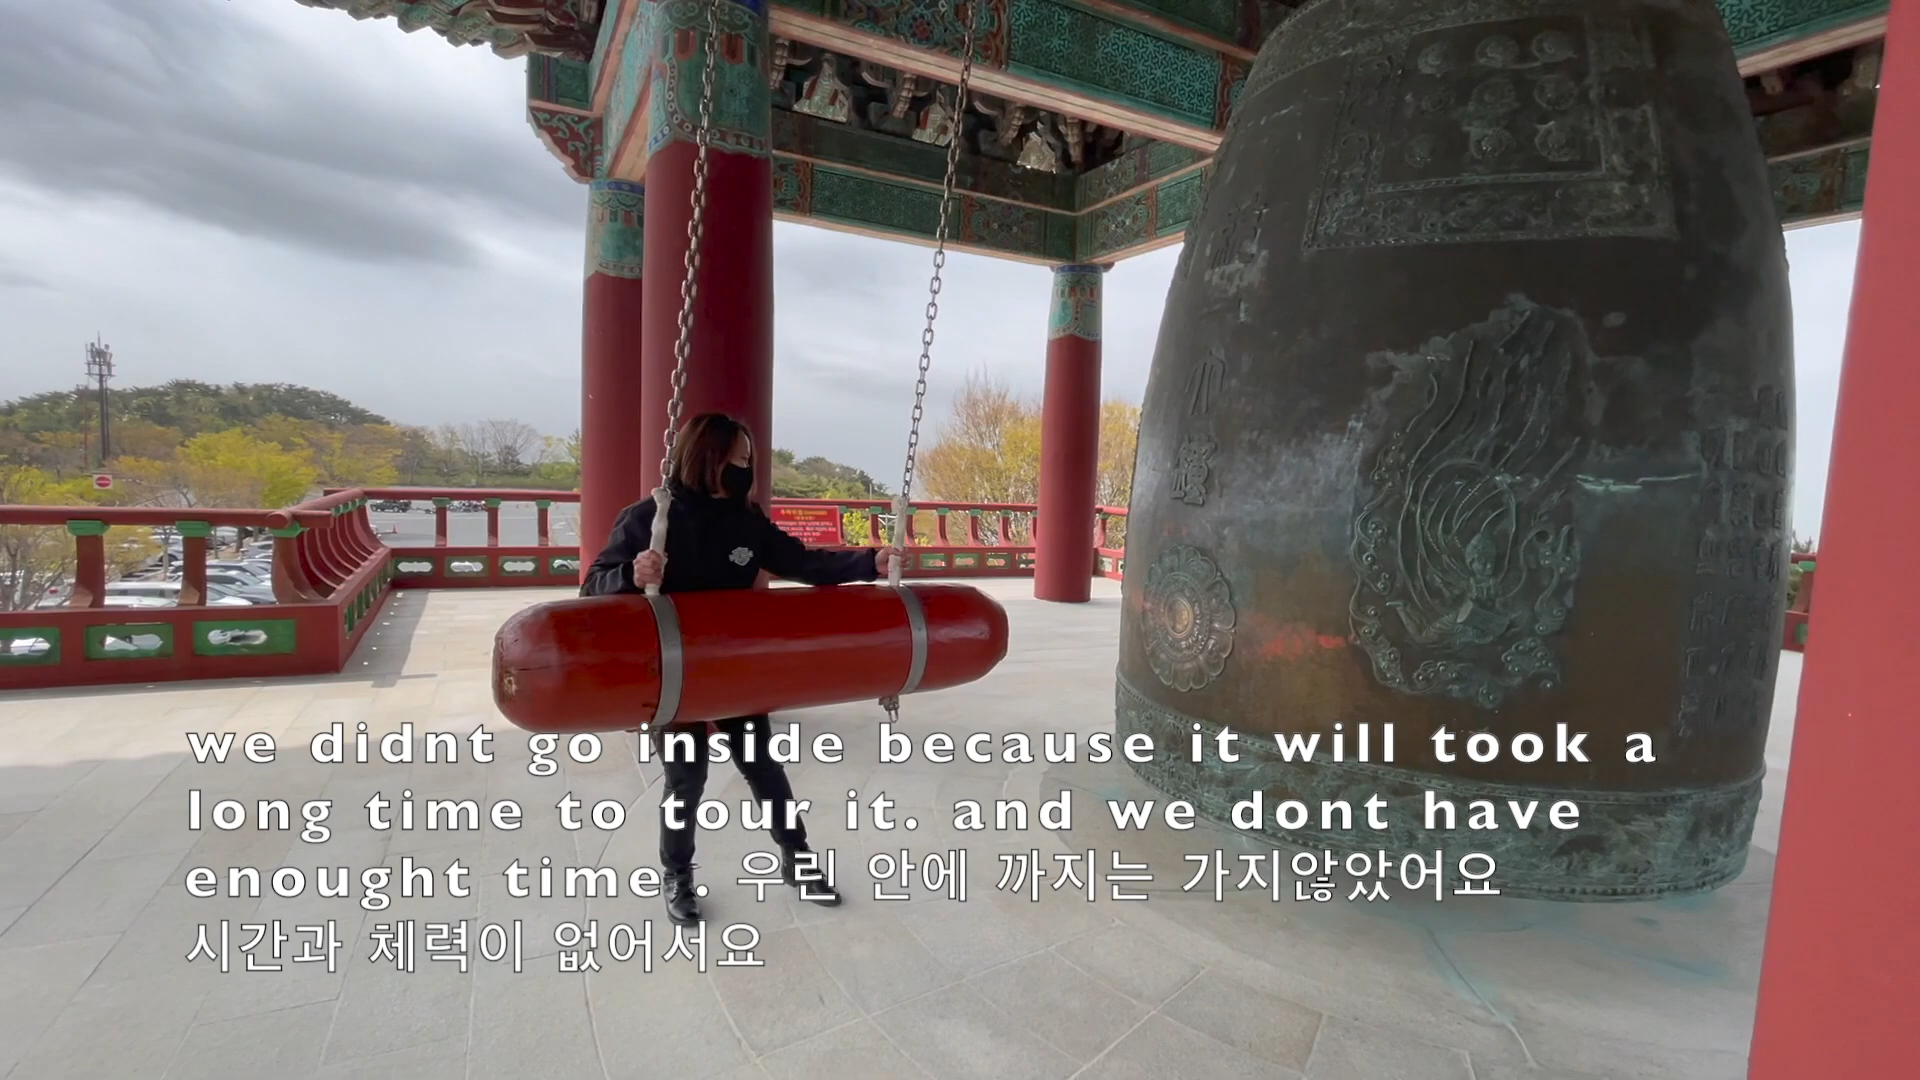 we didnt go inside because it will took a
long time to tour it. and we dont have
enought time . 우린 안에 까지는 가지않았어요
시간과 체력이 없어서요